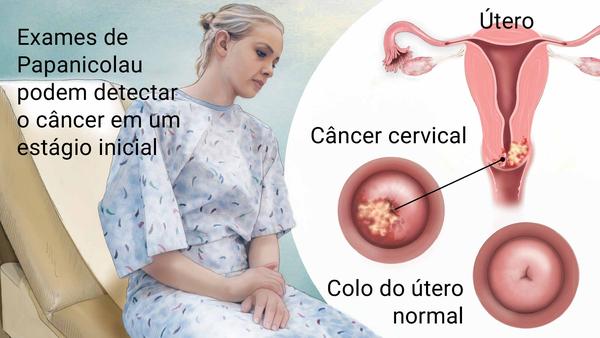 Exames de
Papanicolau
podem detectar
o câncer em um
estágio inicial
Útero
Câncer cervical
Colo do útero
normal